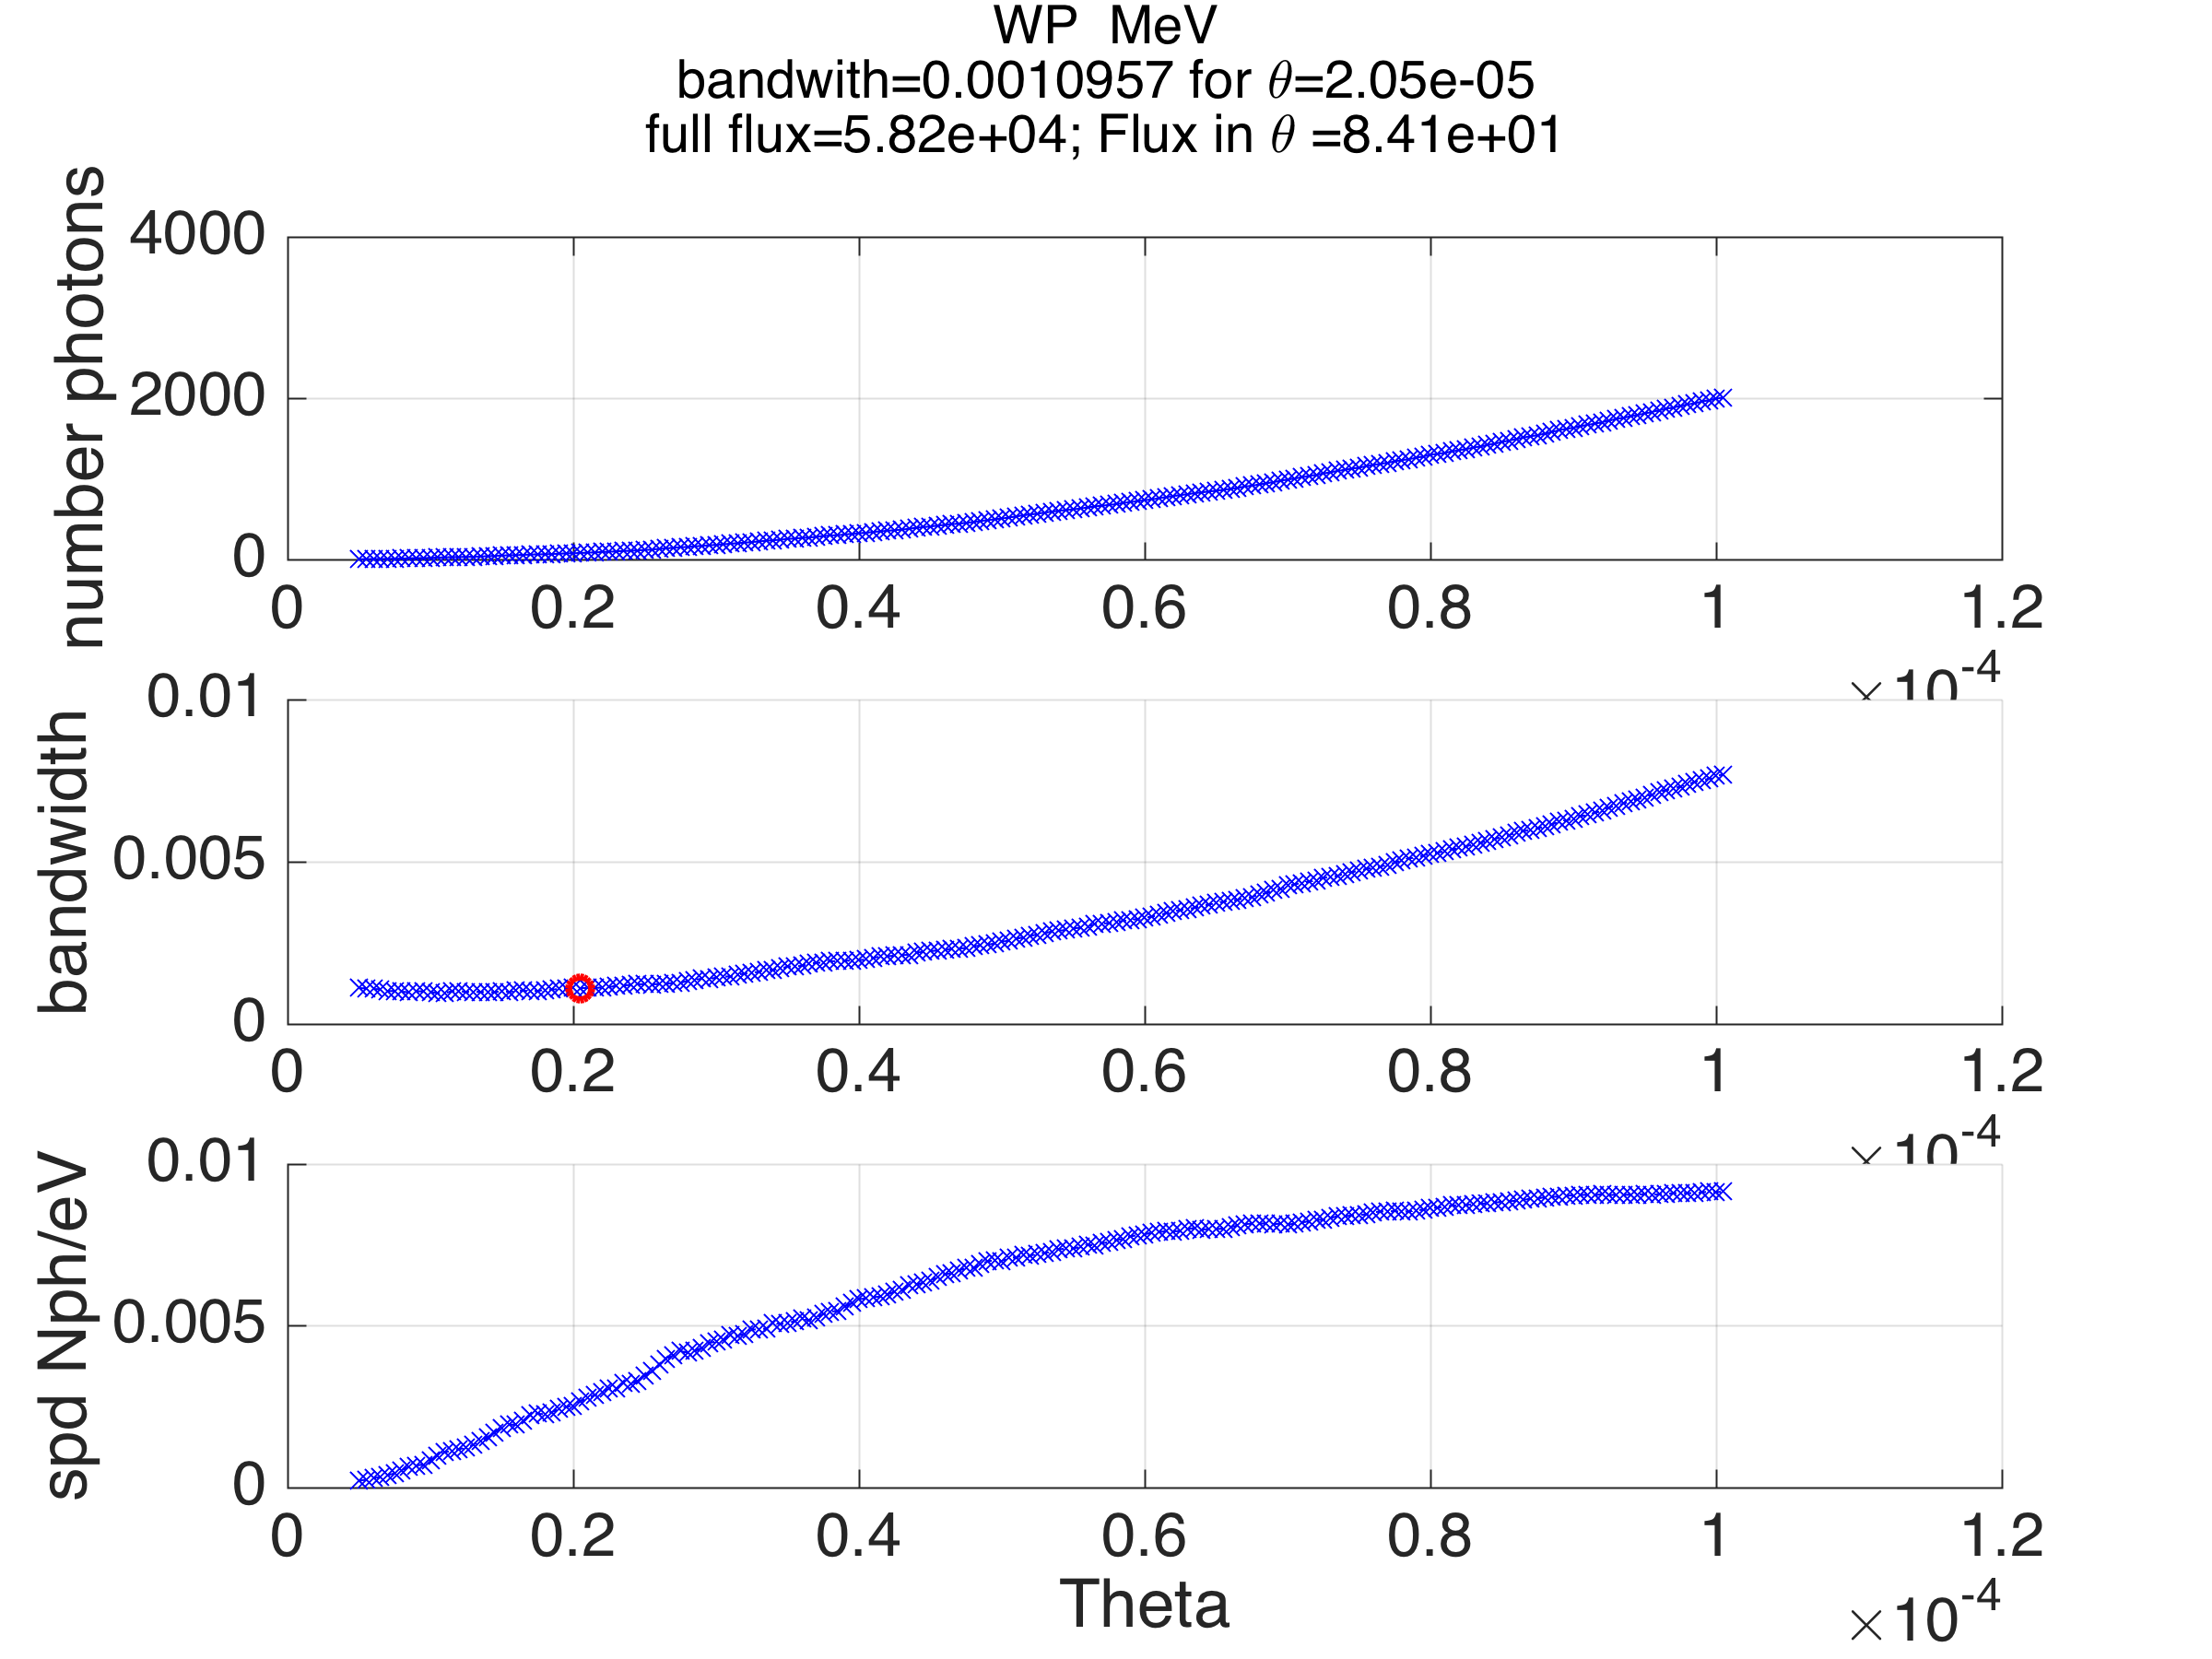 WP MeV
bandwith=0.0010957 for θ=2.05e-05
full flux=5.82e+04; Flux in θ =8.41e+01
number photons
4000
2000
0
0 0.2 0.4 0.6 0.8 1 1.2
×10-4
bandwidth
0.01
0.005
0
0 0.2 0.4 0.6 0.8 1 1.2
×10-4
spd Nph/eV
0.01
0.005
0
0 0.2 0.4 0.6 0.8 1 1.2
Theta
×10-4